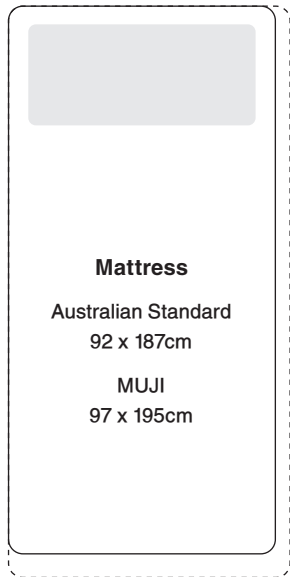 Mattress
Australian Standard
92 x 187cm
MUJI
97 x 195cm